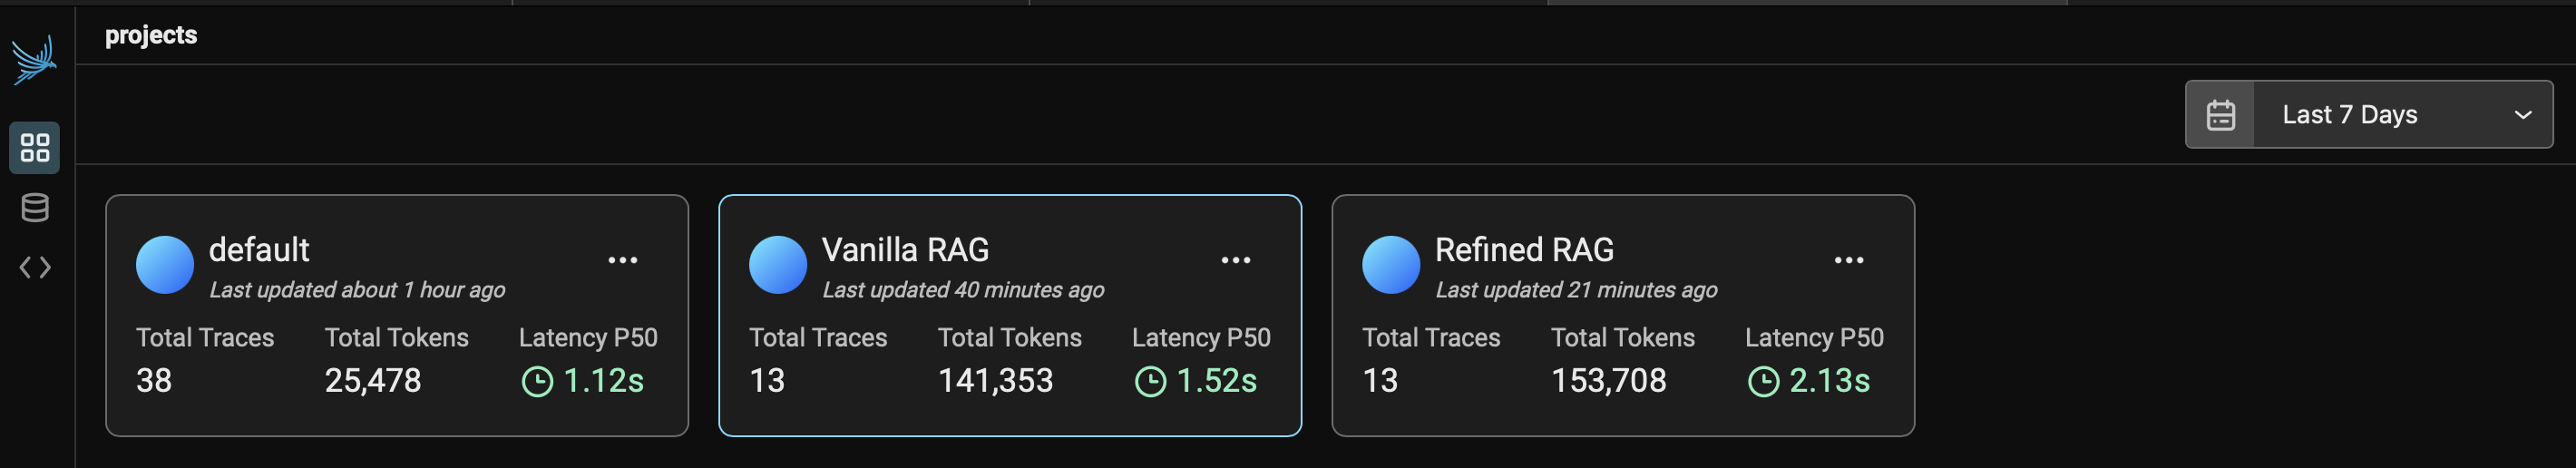 projects
Last 7 Days
default
Last updated about 1 hour ago
Total Traces Total Tokens Latency P50
38 25,478 1.12s
Vanilla RAG
Last updated 40 minutes ago
Total Traces Total Tokens Latency P50
13 141,353 1.52s
Refined RAG
Last updated 21 minutes ago
Total Traces Total Tokens Latency P50
13 153,708 2.13s